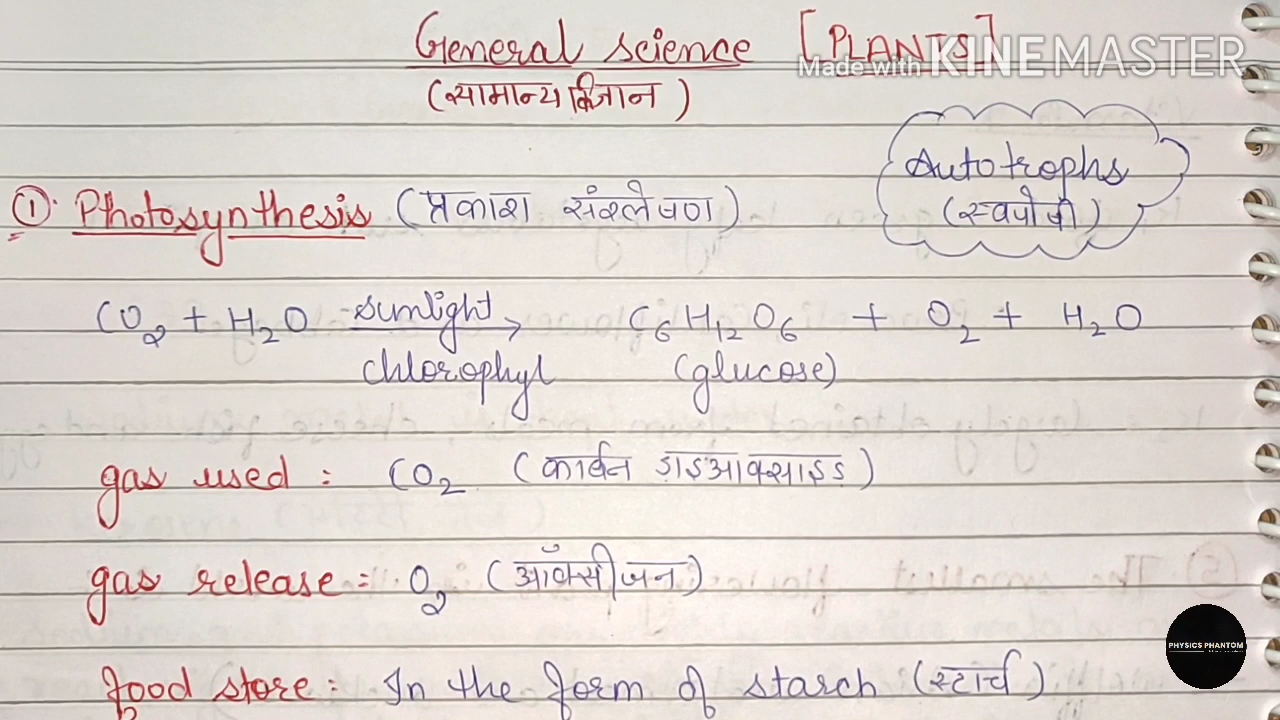 General science [PLANTS]
Made with KINEMASTER
(सामान्य विज्ञान)
Autotrophs
(स्वपोषी)
① Photosynthesis (प्रकाश संश्लेषण)
CO2 + H2O sunlight → C6H12O6 + O2 + H2O
chlorophyl (glucose)
gas used : CO2 (कार्बन डाइआक्साइड)
gas release : O2 (ऑक्सीजन)
food store : In the form of starch (स्टार्च)
PHYSICS PHANTOM